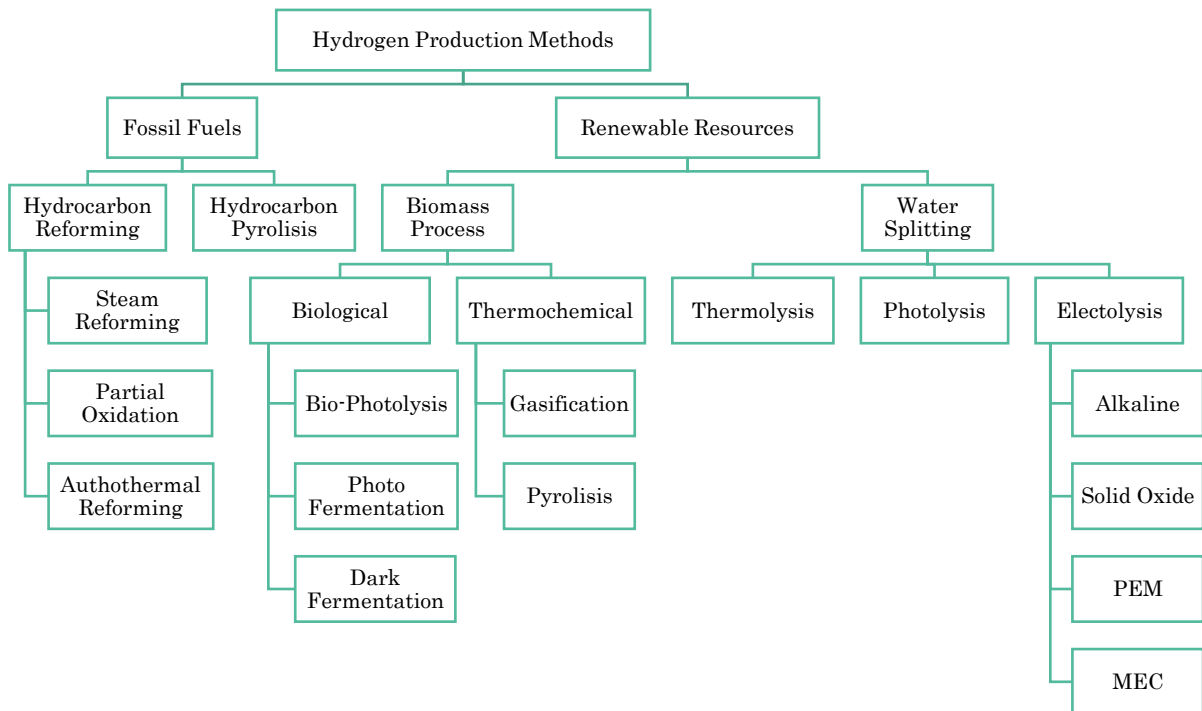 Hydrogen Production Methods
Fossil Fuels
Renewable Resources
Hydrocarbon
Reforming
Hydrocarbon
Pyrolisis
Biomass
Process
Water
Splitting
Steam
Reforming
Partial
Oxidation
Authothermal
Reforming
Biological
Thermochemical
Bio-Photolysis
Photo
Fermentation
Dark
Fermentation
Gasification
Pyrolisis
Thermolysis
Photolysis
Electolysis
Alkaline
Solid Oxide
PEM
MEC